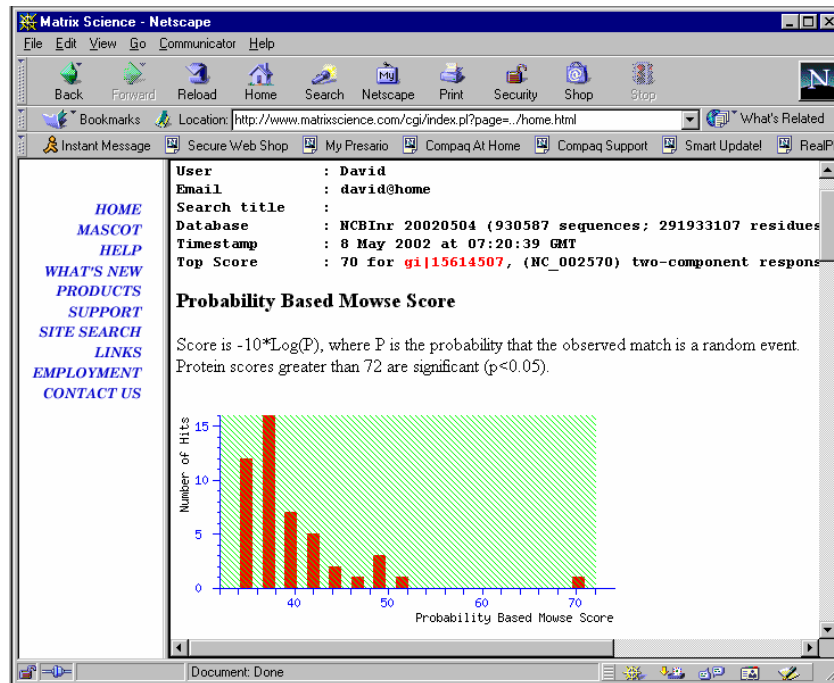 Matrix Science - Netscape
File Edit View Go Communicator Help
Back Forward Reload Home Search Netscape Print Security Shop Stop
My
N
Bookmarks Location: http://www.matrixscience.com/cgi/index.pl?page=../home.html What's Related
Instant Message Secure Web Shop My Presario Compaq At Home Compaq Support Smart Update! RealP
HOME
MASCOT
HELP
WHAT'S NEW
PRODUCTS
SUPPORT
SITE SEARCH
LINKS
EMPLOYMENT
CONTACT US
User : David
Email : david@home
Search title :
Database : NCBInr 20020504 (930587 sequences; 291933107 residues
Timestamp : 8 May 2002 at 07:20:39 GMT
Top Score : 70 for gi|15614507, (NC_002570) two-component respons
Probability Based Mowse Score
Score is -10*Log(P), where P is the probability that the observed match is a random event.
Protein scores greater than 72 are significant (p<0.05).
Number of Hits
15
10
5
0
40 50 60 70
Probability Based Mowse Score
Document: Done